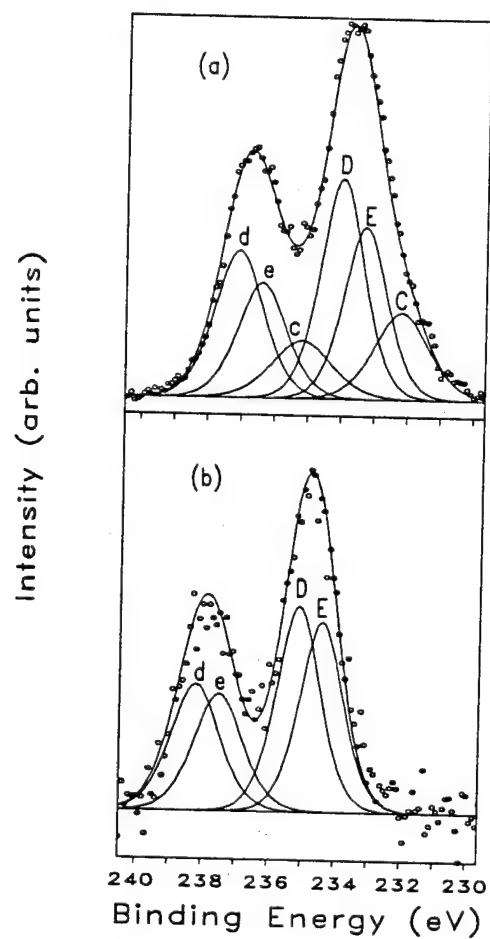 (a)
D
E
d
e
c
C
(b)
D
E
d
e
240 238 236 234 232 230
Binding Energy (eV)
Intensity (arb. units)